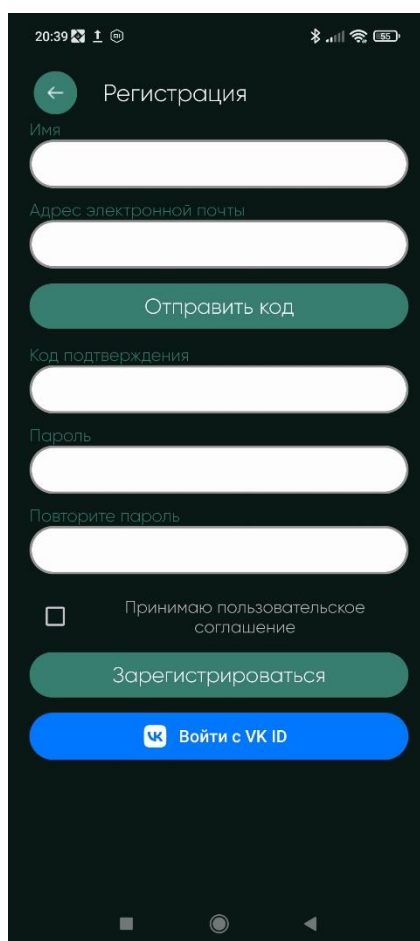 20:39
55
Регистрация
Имя
Адрес электронной почты
Отправить код
Код подтверждения
Пароль
Повторите пароль
Принимаю пользовательское
соглашение
Зарегистрироваться
Войти с VK ID